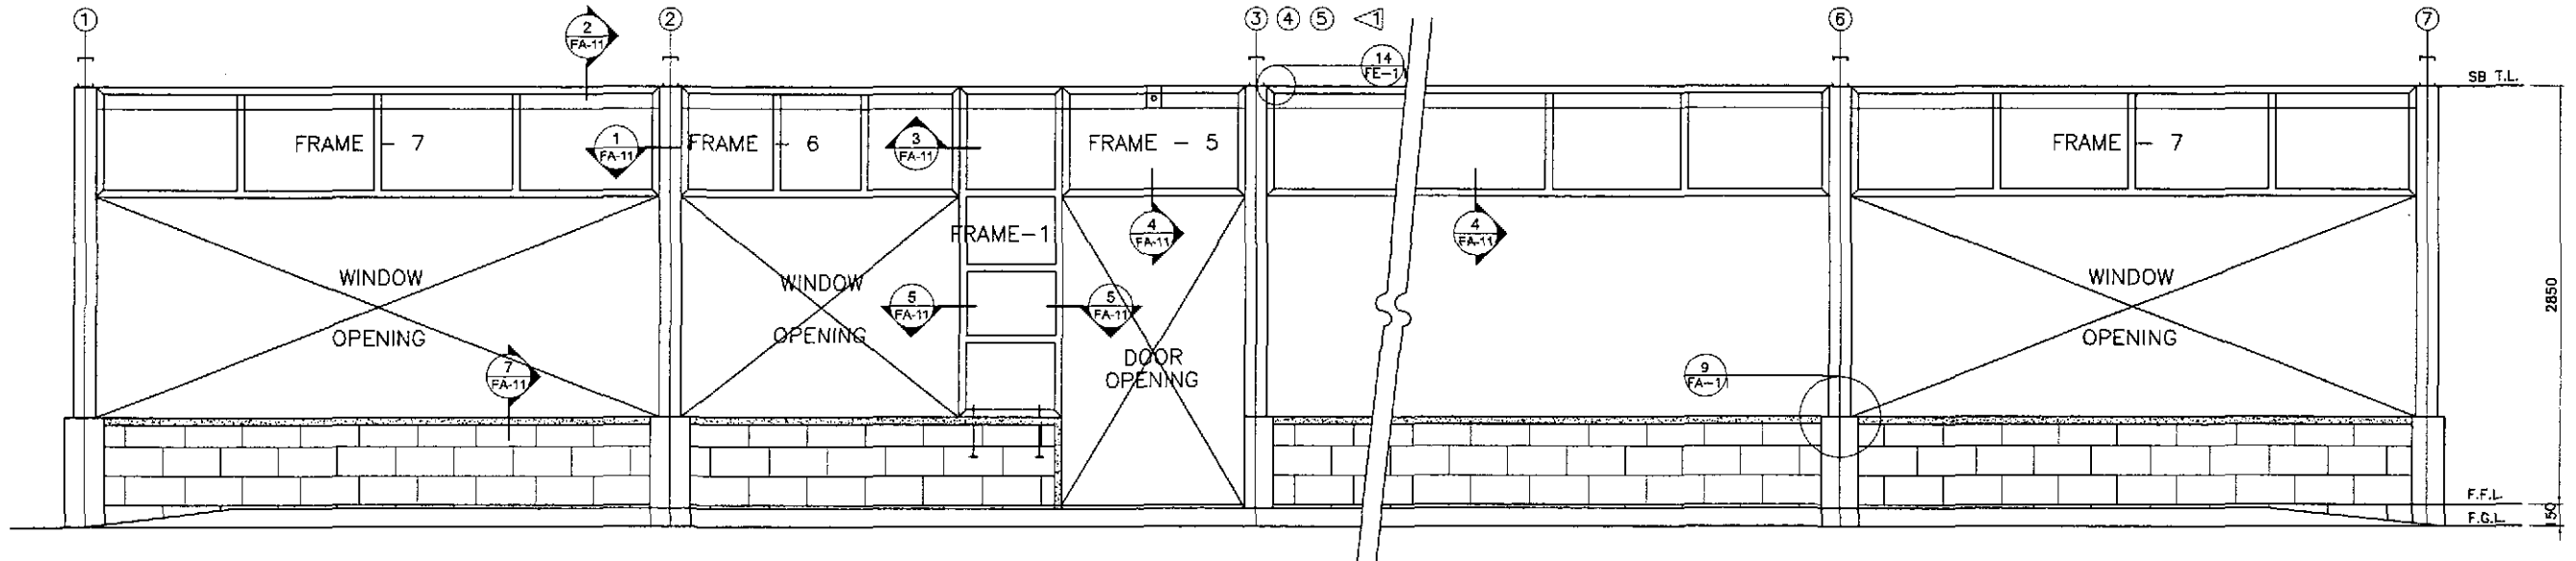 1
2
3 4 5 1
6
7
2
FA-11
14
FE-1
SB T.L.
FRAME - 7
1
FA-11
FRAME - 6
3
FA-11
FRAME - 5
FRAME - 7
FRAME-1
4
FA-11
4
FA-11
WINDOW
OPENING
WINDOW
OPENING
5
FA-11
5
FA-11
WINDOW
OPENING
2850
7
FA-11
DOOR
OPENING
9
FA-11
F.F.L.
150
F.G.L.